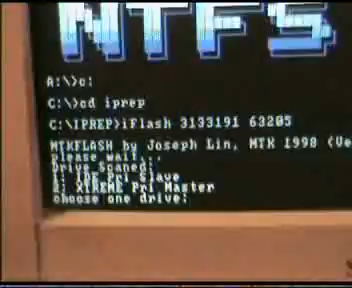 NTFS
A:\>c:
C:\>cd iprep
C:\IPREP>iFlash 3133191 63205
MTKFLASH by Joseph Lin, MTK 1998 (Ve
please wait...
Drive Scaned:
1: IDE Pri Slave
2: XTREME Pri Master
choose one drive: